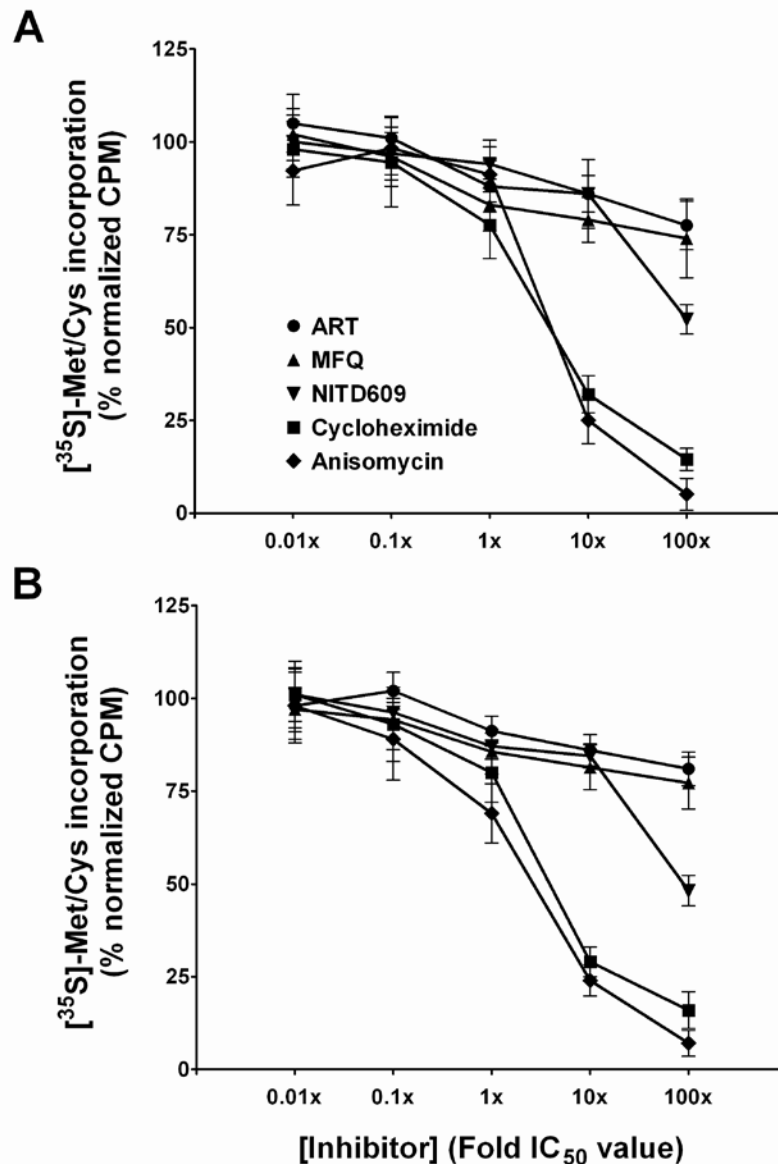 A
125
100
75
50
25
0
[³⁵S]-Met/Cys incorporation
(% normalized CPM)
ART
MFQ
NITD609
Cycloheximide
Anisomycin
0.01x 0.1x 1x 10x 100x
B
125
100
75
50
25
0
[³⁵S]-Met/Cys incorporation
(% normalized CPM)
0.01x 0.1x 1x 10x 100x
[Inhibitor] (Fold IC₅₀ value)